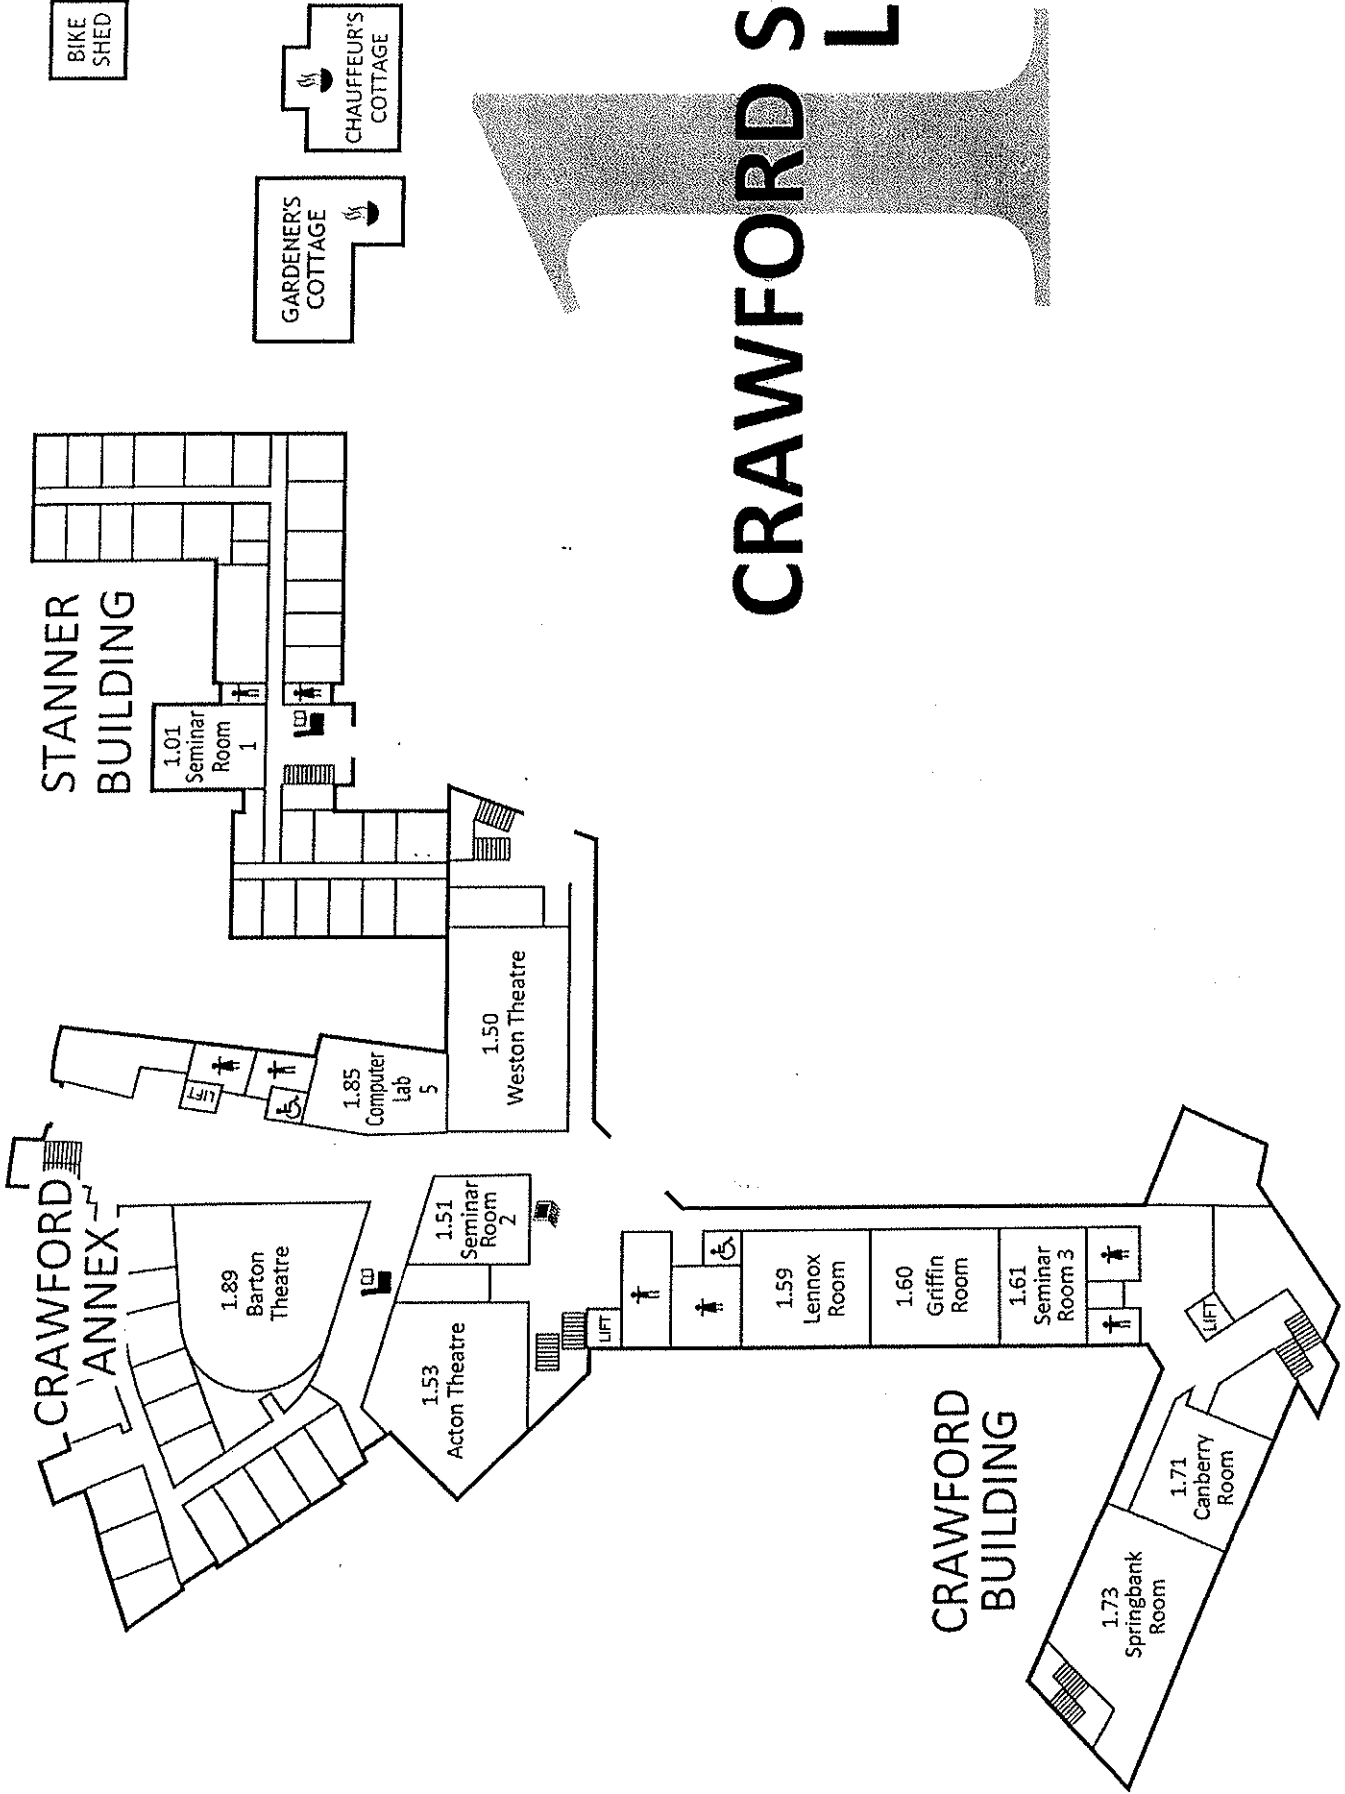 CRAWFORD
ANNEX
1.89
Barton
Theatre
1.53
Acton Theatre
1.51
Seminar
Room
2
LIFT
1.85
Computer
Lab
5
1.50
Weston Theatre
STANNER
BUILDING
1.01
Seminar
Room
1
GARDENER'S
COTTAGE
CHAUFFEUR'S
COTTAGE
BIKE
SHED
CRAWFORD
BUILDING
LIFT
1.59
Lennox
Room
1.60
Griffin
Room
1.61
Seminar
Room 3
LIFT
1.71
Canberry
Room
1.73
Springbank
Room
1
CRAWFORD S
L